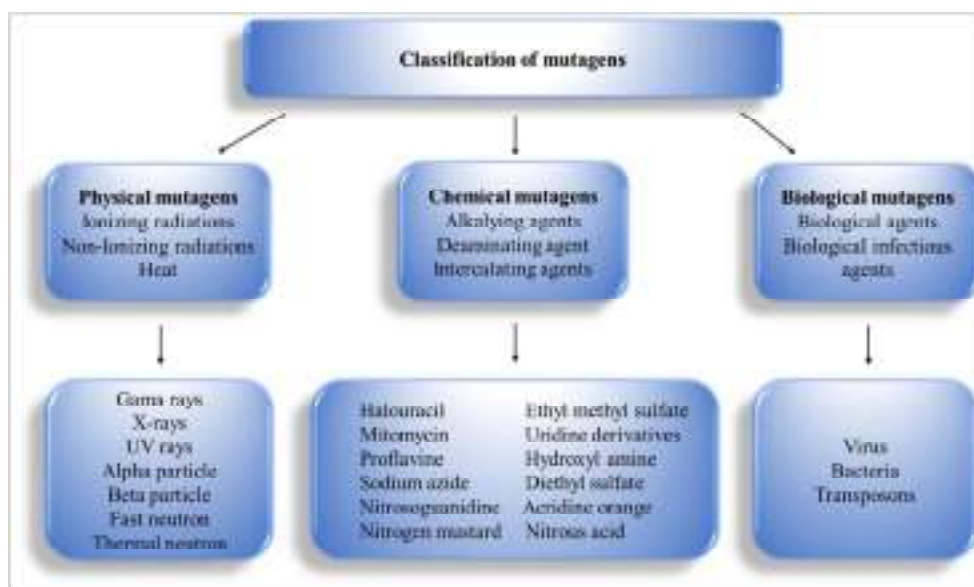 Classification of mutagens
Physical mutagens
Ionizing radiations
Non-Ionizing radiations
Heat
Chemical mutagens
Alkalying agents
Deaminating agent
Intercalating agents
Biological mutagens
Biological agents
Biological infectious
agents
Gama rays
X-rays
UV rays
Alpha particle
Beta particle
Fast neutron
Thermal neutron
Halouracil
Mitomycin
Proflavine
Sodium azide
Nitrosoguanidine
Nitrogen mustard
Ethyl methyl sulfate
Uridine derivatives
Hydroxyl amine
Diethyl sulfate
Acridine orange
Nitrous acid
Virus
Bacteria
Transposons